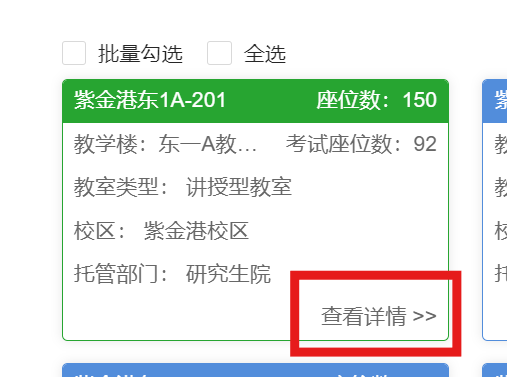 批量勾选 全选
紫金港东1A-201 座位数：150
教学楼：东一A教… 考试座位数：92
教室类型： 讲授型教室
校区： 紫金港校区
托管部门： 研究生院
查看详情 >>